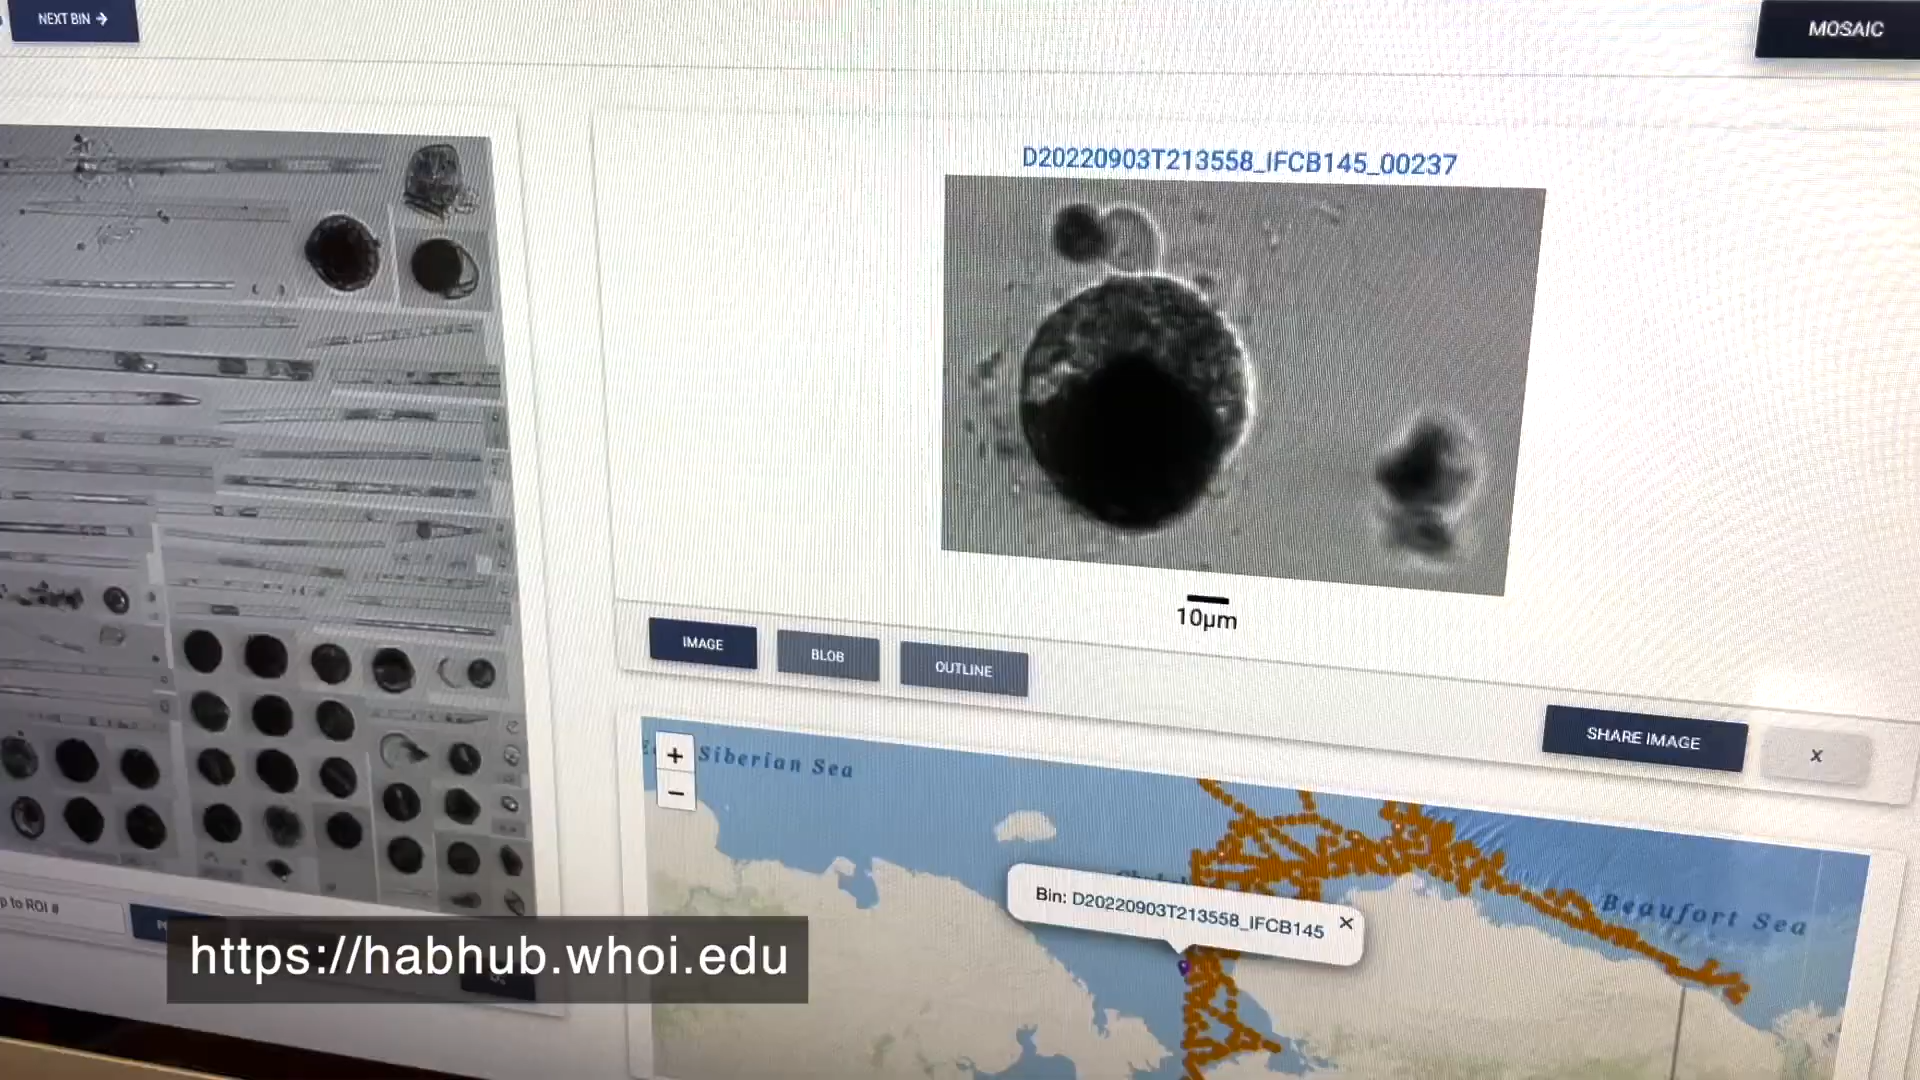 NEXT BIN →
MOSAIC
D20220903T213558_IFCB145_00237
10µm
IMAGE
BLOB
OUTLINE
SHARE IMAGE
x
+
Siberian Sea
−
Beaufort Sea
Bin: D20220903T213558_IFCB145 ×
to ROI #
https://habhub.whoi.edu